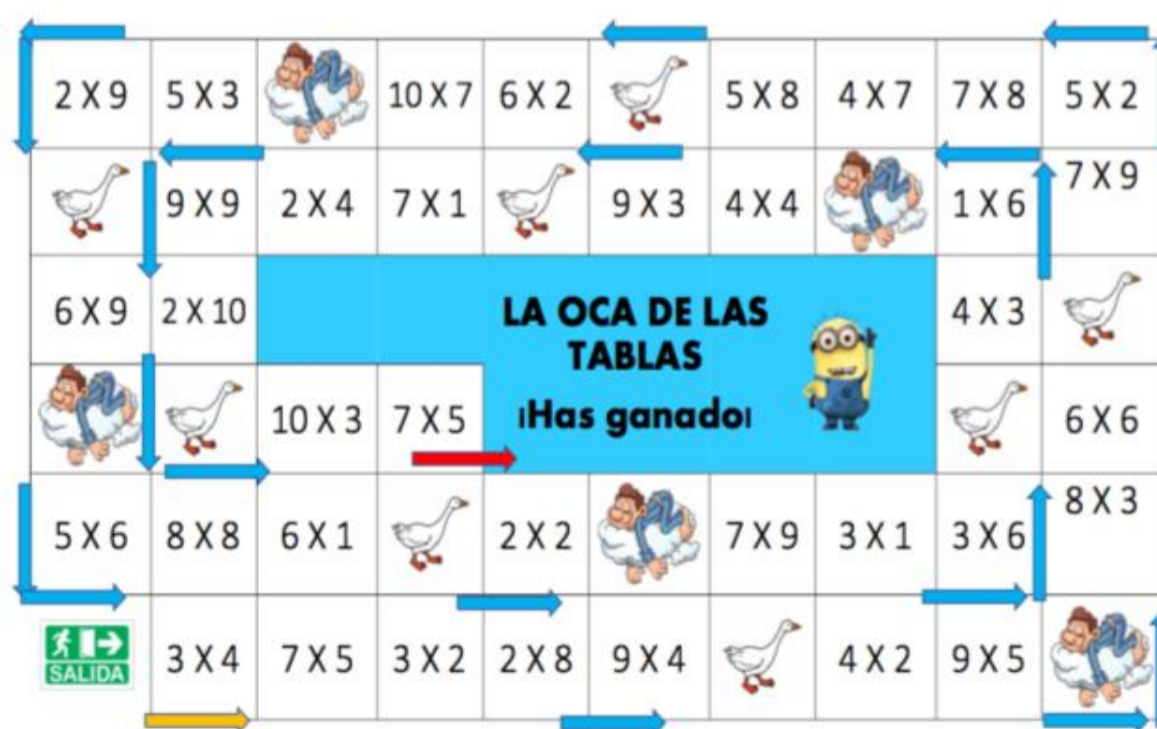 2 X 9 5 X 3 10 X 7 6 X 2 5 X 8 4 X 7 7 X 8 5 X 2
9 X 9 2 X 4 7 X 1 9 X 3 4 X 4 1 X 6 7 X 9
6 X 9 2 X 10 LA OCA DE LAS 4 X 3
TABLAS
10 X 3 7 X 5 ¡Has ganado! 6 X 6
5 X 6 8 X 8 6 X 1 2 X 2 7 X 9 3 X 1 3 X 6 8 X 3
SALIDA 3 X 4 7 X 5 3 X 2 2 X 8 9 X 4 4 X 2 9 X 5